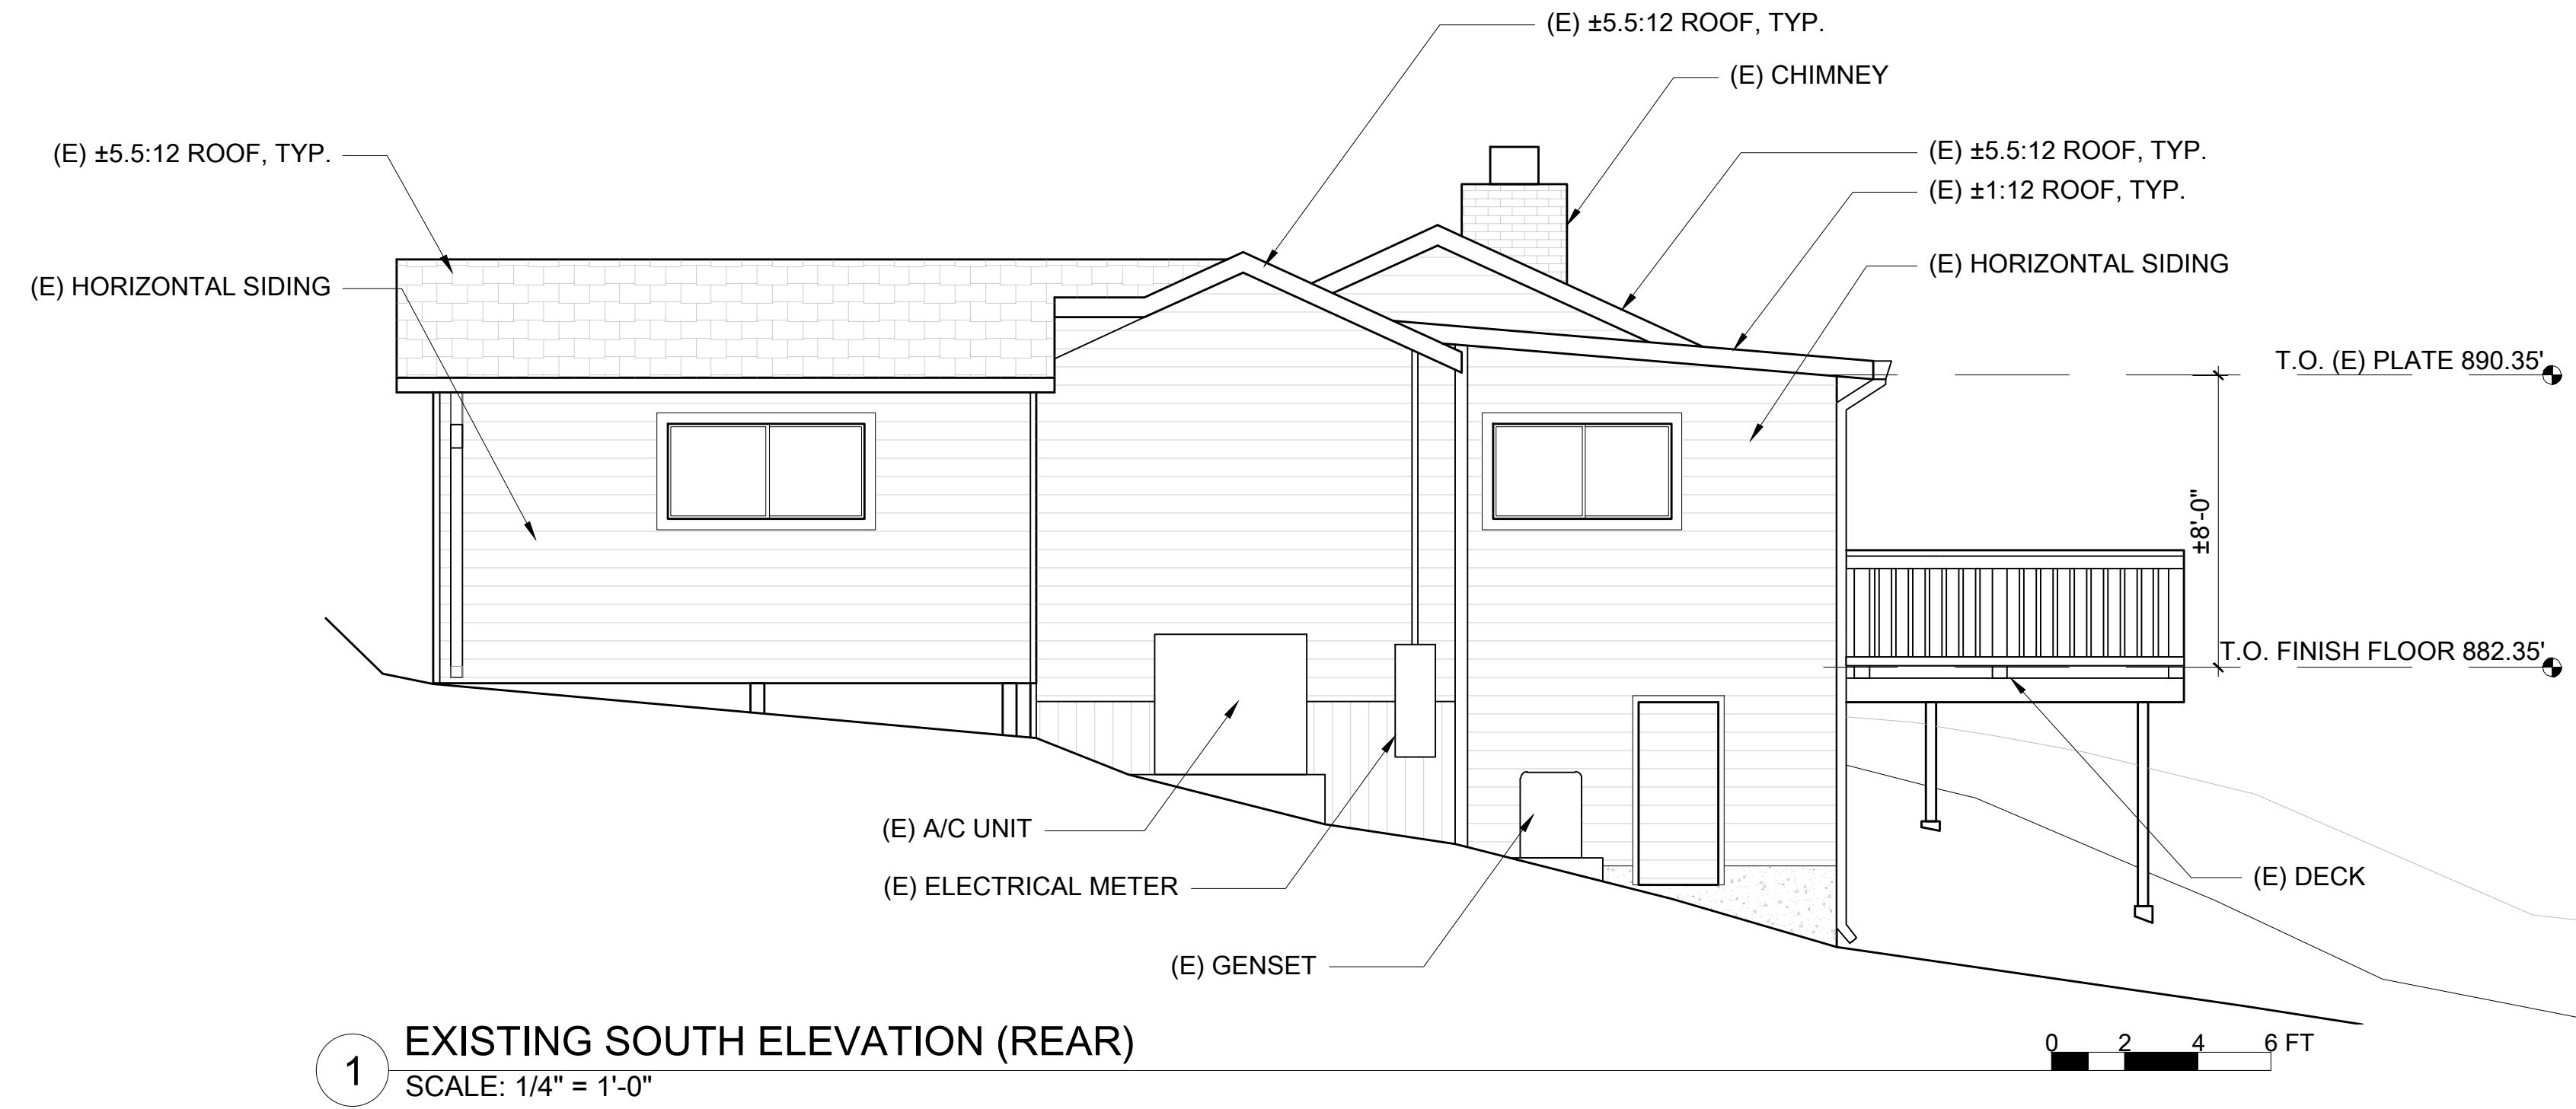 (E) ±5.5:12 ROOF, TYP.
(E) CHIMNEY
(E) ±5.5:12 ROOF, TYP.
(E) ±5.5:12 ROOF, TYP.
(E) ±1:12 ROOF, TYP.
(E) HORIZONTAL SIDING
(E) HORIZONTAL SIDING
T.O. (E) PLATE 890.35'
±8'-0"
T.O. FINISH FLOOR 882.35'
(E) A/C UNIT
(E) ELECTRICAL METER
(E) DECK
(E) GENSET
1
EXISTING SOUTH ELEVATION (REAR)
SCALE: 1/4" = 1'-0"
0 2 4 6 FT